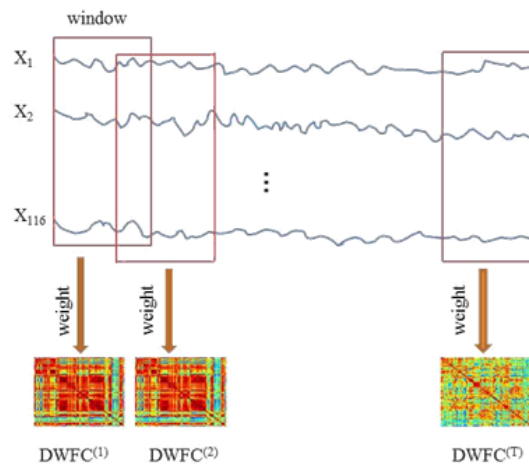 window
X1
X2
...
X116
weight
weight
weight
DWFC(1)
DWFC(2)
DWFC(T)